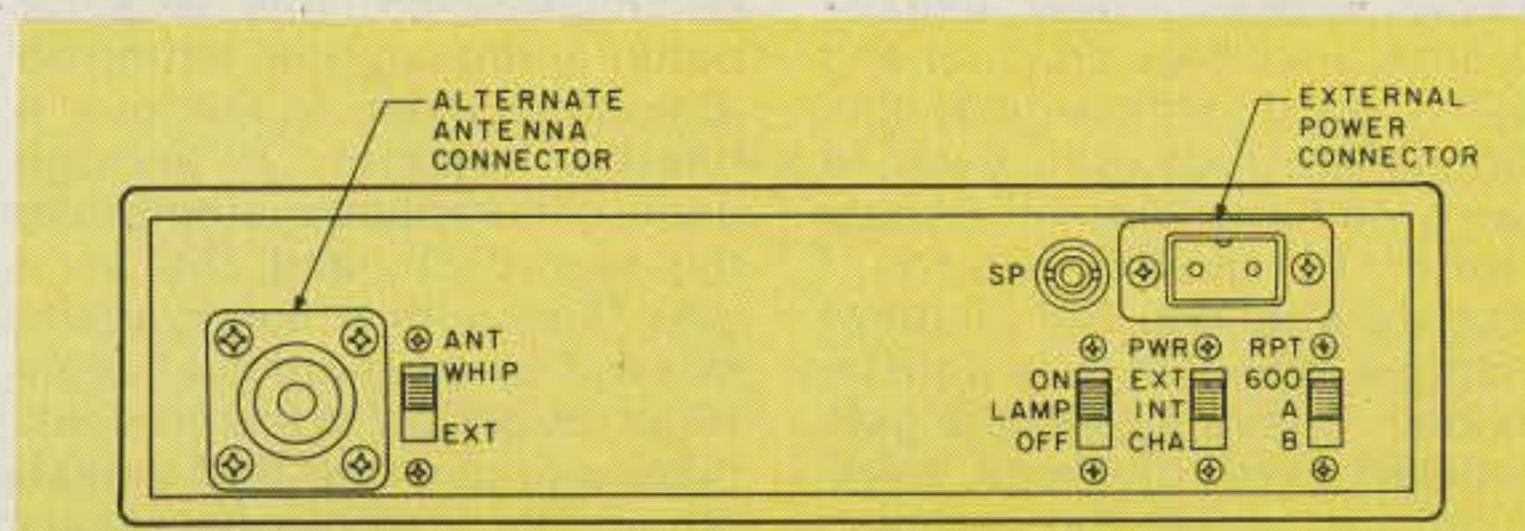 ALTERNATE
ANTENNA
CONNECTOR
EXTERNAL
POWER
CONNECTOR
SP
ANT
WHIP
EXT
PWR
RPT
ON
LAMP
OFF
EXT
INT
CHA
600
A
B